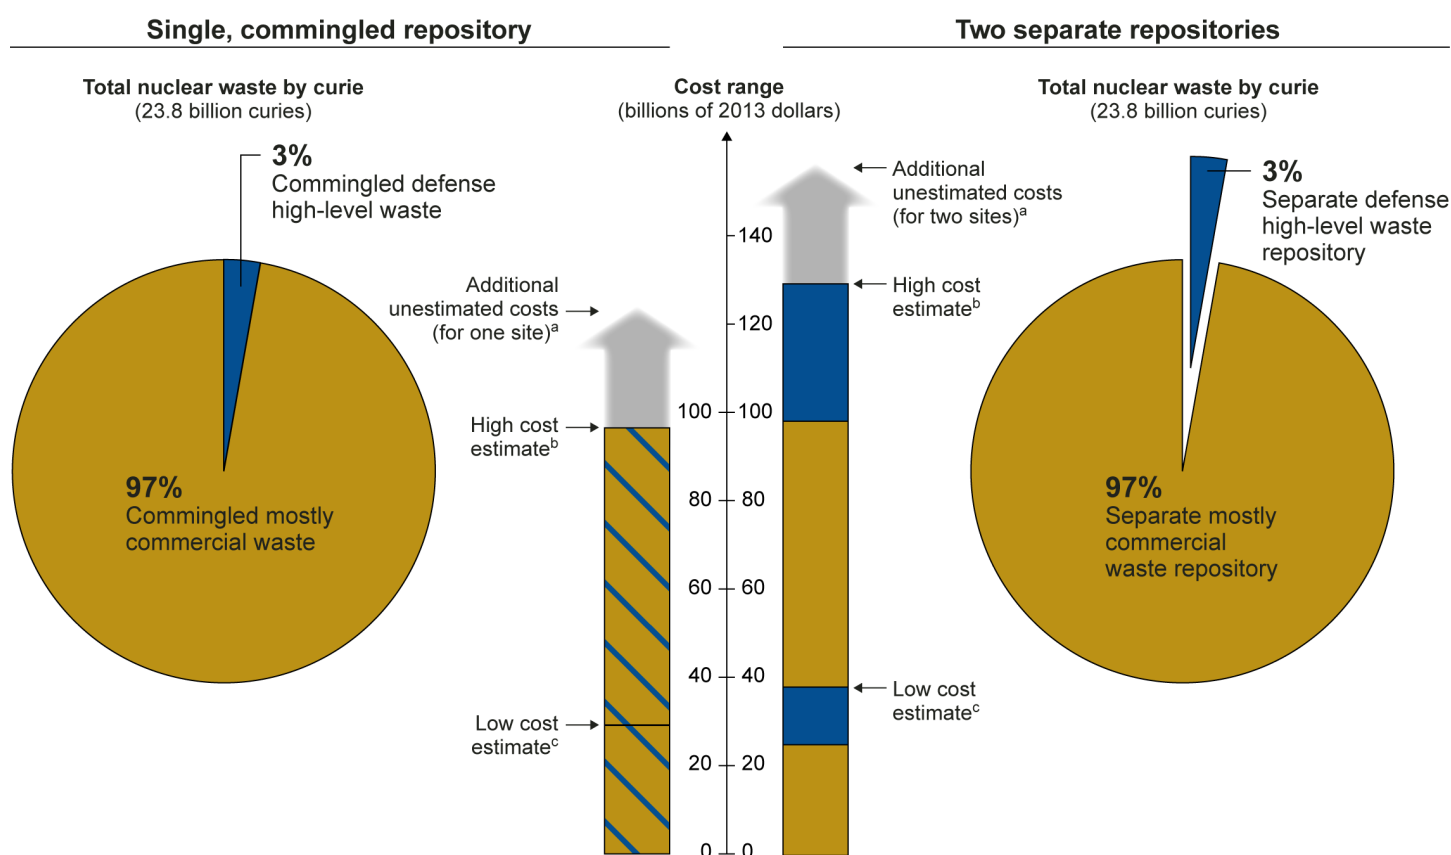 Single, commingled repository
Two separate repositories
Total nuclear waste by curie
(23.8 billion curies)
3%
Commingled defense
high-level waste
97%
Commingled mostly
commercial waste
Cost range
(billions of 2013 dollars)
Additional
unestimated costs
(for one site)a
High cost
estimateb
Low cost
estimatec
140
120
100 100
80 80
60 60
40 40
20 20
0 0
Additional
unestimated costs
(for two sites)a
High cost
estimateb
Low cost
estimatec
Total nuclear waste by curie
(23.8 billion curies)
3%
Separate defense
high-level waste
repository
97%
Separate mostly
commercial
waste repository